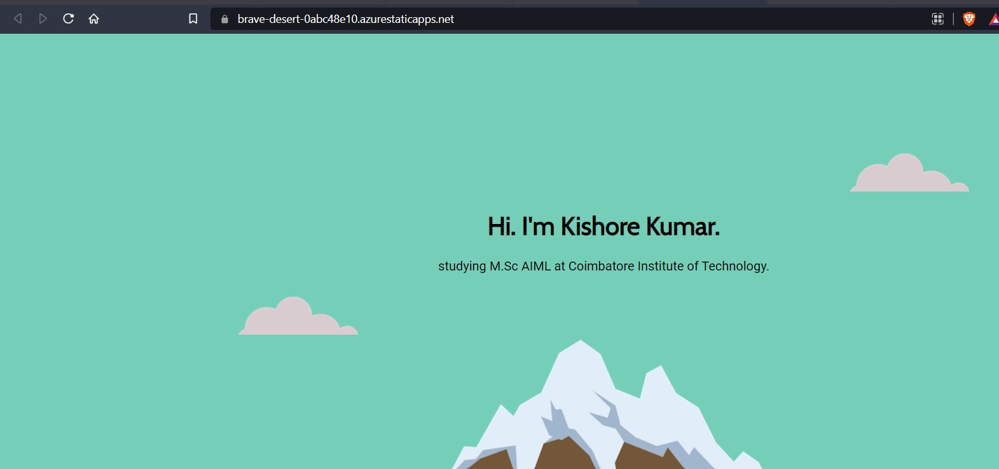 brave-desert-0abc48e10.azurestaticapps.net
Hi. I'm Kishore Kumar.
studying M.Sc AIML at Coimbatore Institute of Technology.